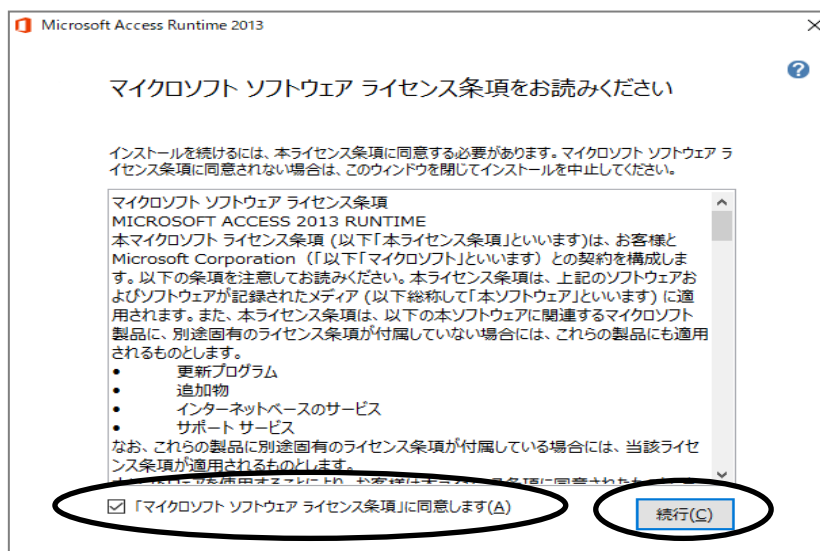 Microsoft Access Runtime 2013
マイクロソフト ソフトウェア ライセンス条項をお読みください
インストールを続けるには、本ライセンス条項に同意する必要があります。マイクロソフト ソフトウェア ラ
イセンス条項に同意されない場合は、このウィンドウを閉じてインストールを中止してください。
マイクロソフト ソフトウェア ライセンス条項
MICROSOFT ACCESS 2013 RUNTIME
本マイクロソフト ライセンス条項 (以下「本ライセンス条項」といいます)は、お客様と
Microsoft Corporation（「以下「マイクロソフト」といいます）との契約を構成しま
す。以下の条項を注意してお読みください。本ライセンス条項は、上記のソフトウェアお
よびソフトウェアが記録されたメディア (以下総称して「本ソフトウェア」といいます) に適
用されます。また、本ライセンス条項は、以下の本ソフトウェアに関連するマイクロソフト
製品に、別途固有のライセンス条項が付属していない場合には、これらの製品にも適用
されるものとします。
• 更新プログラム
• 追加物
• インターネットベースのサービス
• サポート サービス
なお、これらの製品に別途固有のライセンス条項が付属している場合には、当該ライセ
ンス条項が適用されるものとします。
「マイクロソフト ソフトウェア ライセンス条項」に同意します(A)
続行(C)